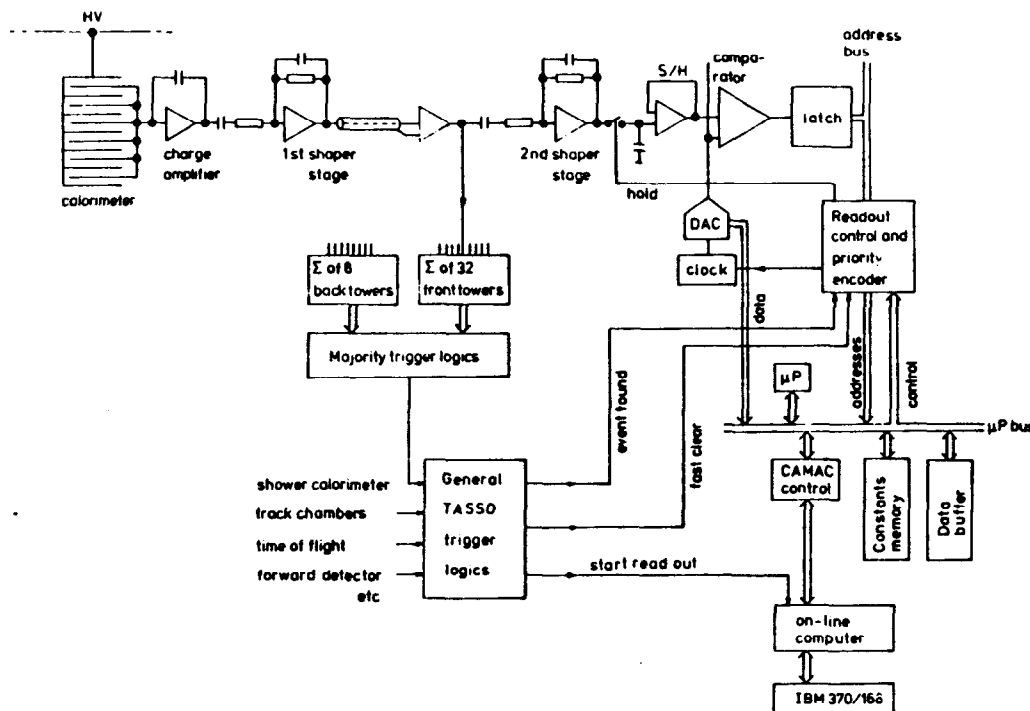 HV
calorimeter
charge
amplifier
1st shaper
stage
2nd shaper
stage
S/H
compa-
rator
latch
address
bus
hold
DAC
clock
Readout
control and
priority
encoder
Σ of 8
back towers
Σ of 32
front towers
Majority trigger logics
data
event found
fast clear
addresses
control
μP
μP bus
CAMAC
control
Constants
memory
Data
buffer
shower calorimeter
track chambers
time of flight
forward detector
etc
General
TASSO
trigger
logics
start read out
on-line
computer
IBM 370/168